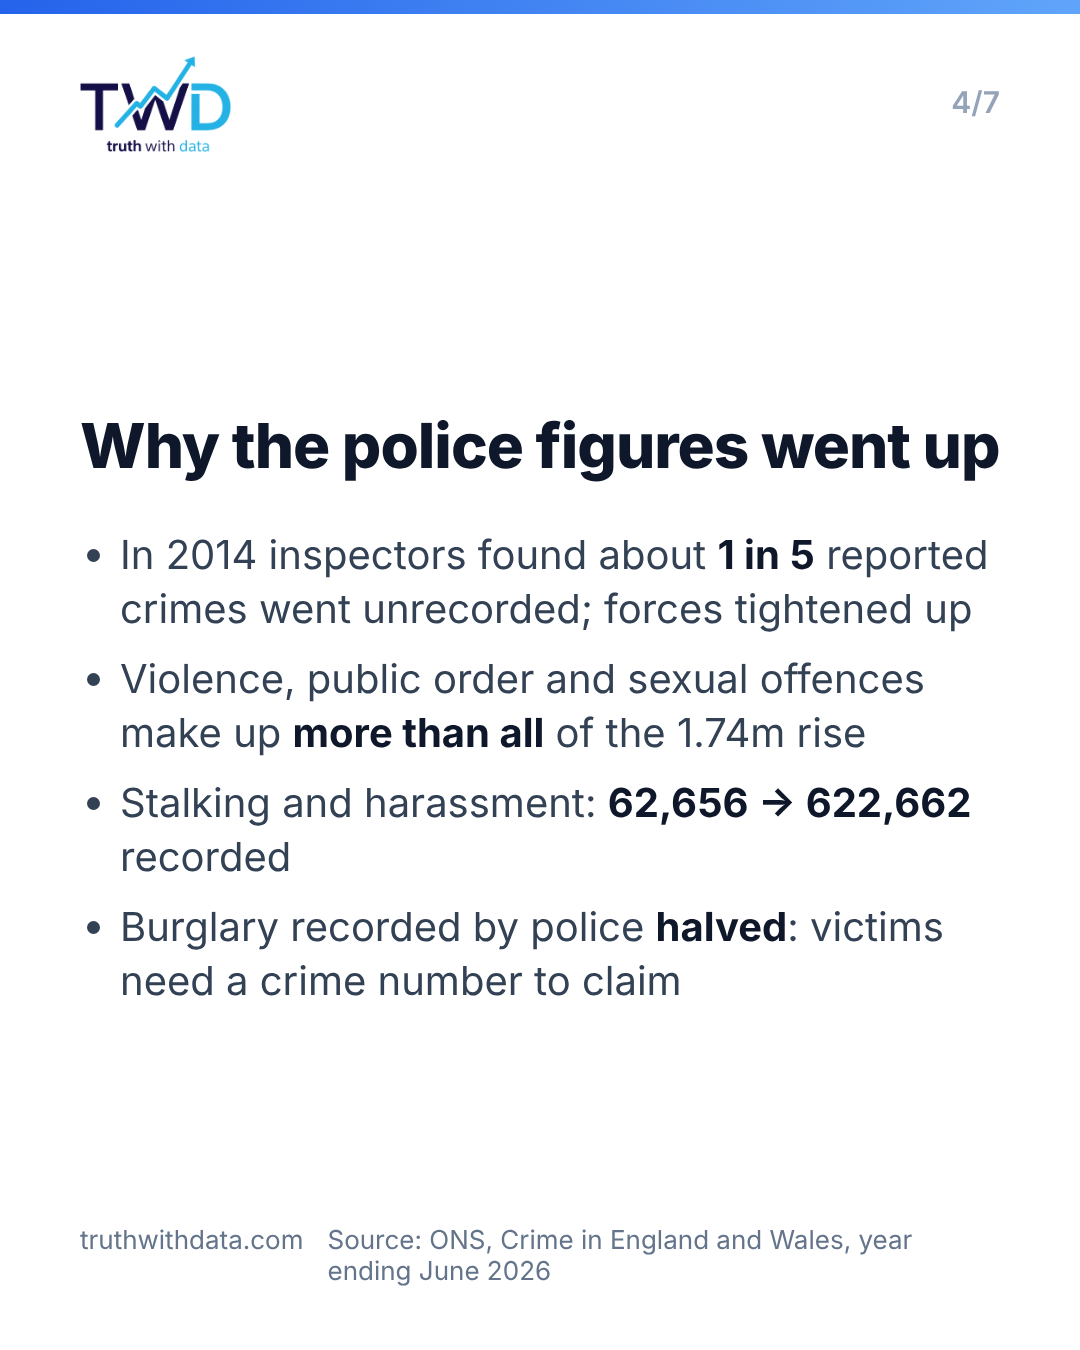 TWD
truth with data
4/7
Why the police figures went up
• In 2014 inspectors found about 1 in 5 reported
crimes went unrecorded; forces tightened up
• Violence, public order and sexual offences
make up more than all of the 1.74m rise
• Stalking and harassment: 62,656 → 622,662
recorded
• Burglary recorded by police halved: victims
need a crime number to claim
truthwithdata.com
Source: ONS, Crime in England and Wales, year
ending June 2026